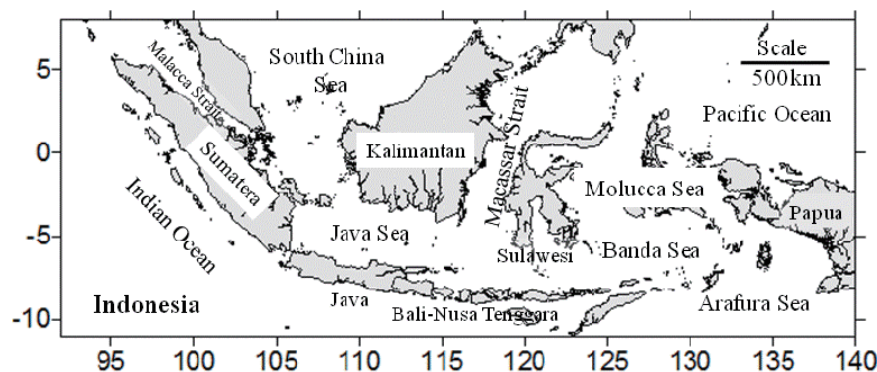 5
0
-5
-10
Malacca Strait
South China
Sea
Scale
500km
Pacific Ocean
Kalimantan
Macassar Strait
Sumatera
Molucca Sea
Papua
Indian Ocean
Java Sea
Sulawesi
Banda Sea
Indonesia
Java
Bali-Nusa Tenggara
Arafura Sea
95 100 105 110 115 120 125 130 135 140